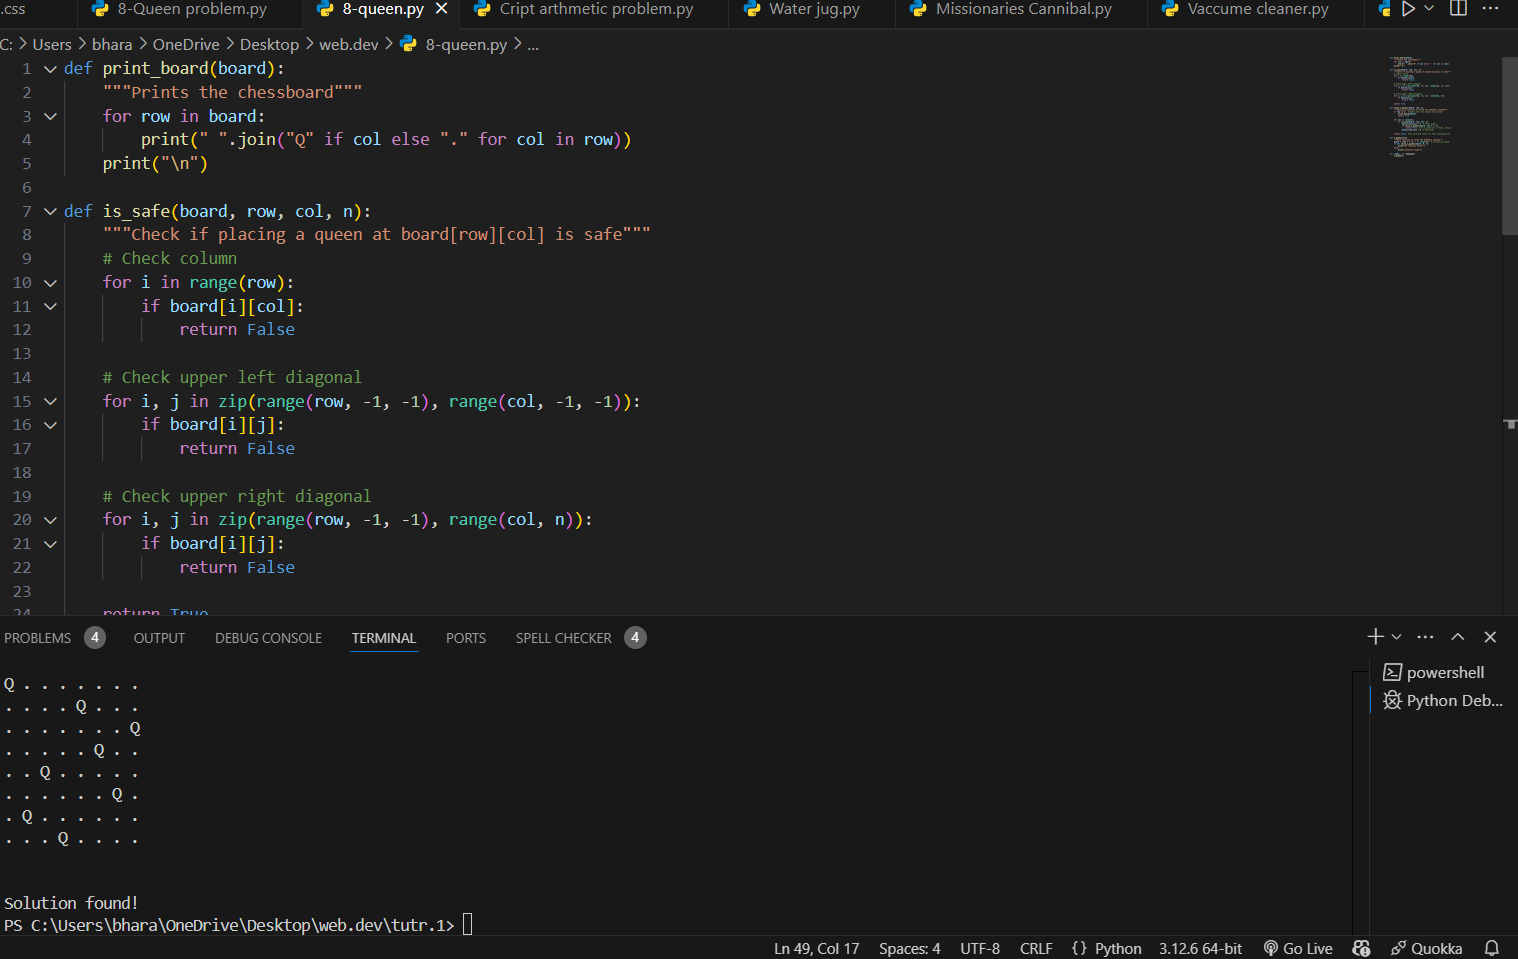 .css 8-Queen problem.py 8-queen.py Cript arthmetic problem.py Water jug.py Missionaries Cannibal.py Vaccume cleaner.py
C: > Users > bhara > OneDrive > Desktop > web.dev > 8-queen.py > ...
1 def print_board(board):
2 """Prints the chessboard"""
3 for row in board:
4 print(" ".join("Q" if col else "." for col in row))
5 print("\n")
6
7 def is_safe(board, row, col, n):
8 """Check if placing a queen at board[row][col] is safe"""
9 # Check column
10 for i in range(row):
11 if board[i][col]:
12 return False
13
14 # Check upper left diagonal
15 for i, j in zip(range(row, -1, -1), range(col, -1, -1)):
16 if board[i][j]:
17 return False
18
19 # Check upper right diagonal
20 for i, j in zip(range(row, -1, -1), range(col, n)):
21 if board[i][j]:
22 return False
23
24 return True
PROBLEMS 4 OUTPUT DEBUG CONSOLE TERMINAL PORTS SPELL CHECKER 4
powershell
Python Deb...
Q . . . . . . .
. . . . Q . . .
. . . . . . . Q
. . . . . Q . .
. . Q . . . . .
. . . . . . Q .
. Q . . . . . .
. . . Q . . . .
Solution found!
PS C:\Users\bhara\OneDrive\Desktop\web.dev\tutr.1>
Ln 49, Col 17 Spaces: 4 UTF-8 CRLF {} Python 3.12.6 64-bit Go Live Quokka